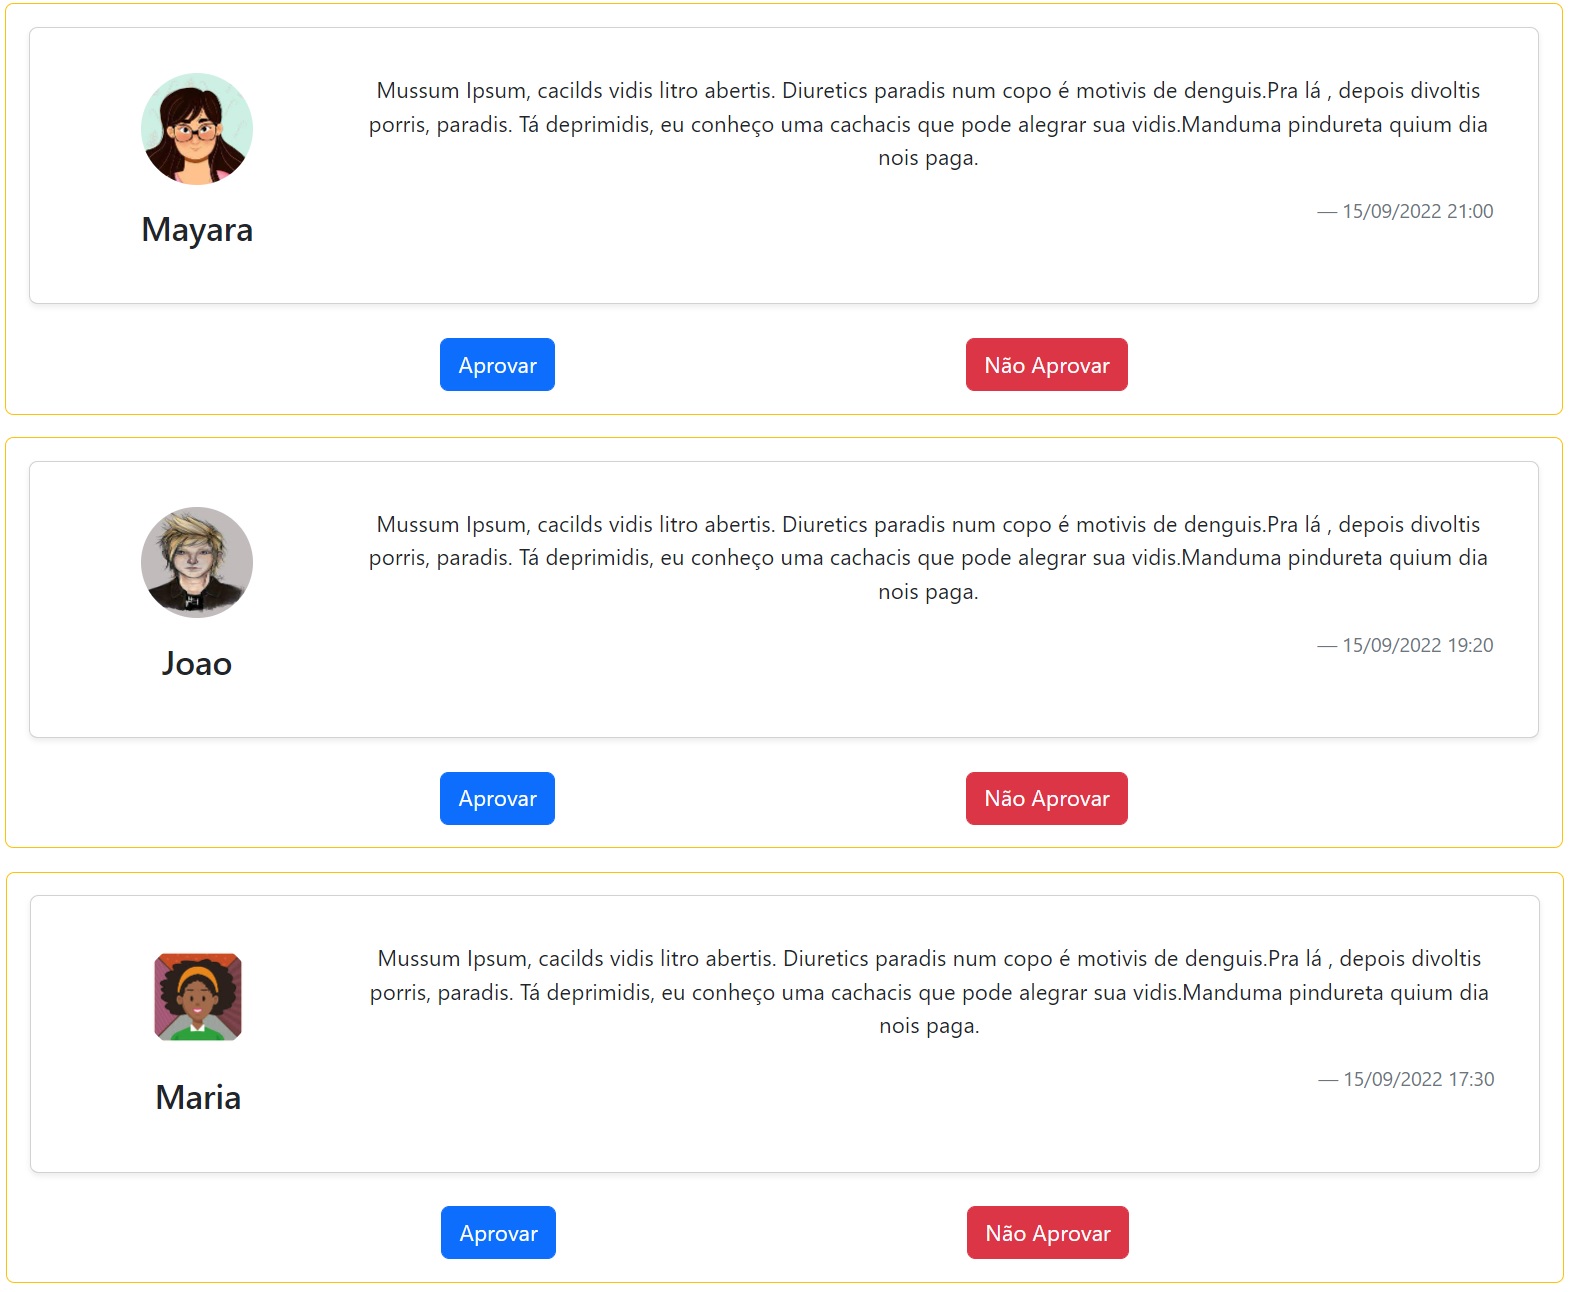 Mussum Ipsum, cacilds vidis litro abertis. Diuretics paradis num copo é motivis de denguis.Pra lá , depois divoltis
porris, paradis. Tá deprimidis, eu conheço uma cachacis que pode alegrar sua vidis.Manduma pindureta quium dia
nois paga.
— 15/09/2022 21:00
Mayara
Aprovar
Não Aprovar
Mussum Ipsum, cacilds vidis litro abertis. Diuretics paradis num copo é motivis de denguis.Pra lá , depois divoltis
porris, paradis. Tá deprimidis, eu conheço uma cachacis que pode alegrar sua vidis.Manduma pindureta quium dia
nois paga.
— 15/09/2022 19:20
Joao
Aprovar
Não Aprovar
Mussum Ipsum, cacilds vidis litro abertis. Diuretics paradis num copo é motivis de denguis.Pra lá , depois divoltis
porris, paradis. Tá deprimidis, eu conheço uma cachacis que pode alegrar sua vidis.Manduma pindureta quium dia
nois paga.
— 15/09/2022 17:30
Maria
Aprovar
Não Aprovar